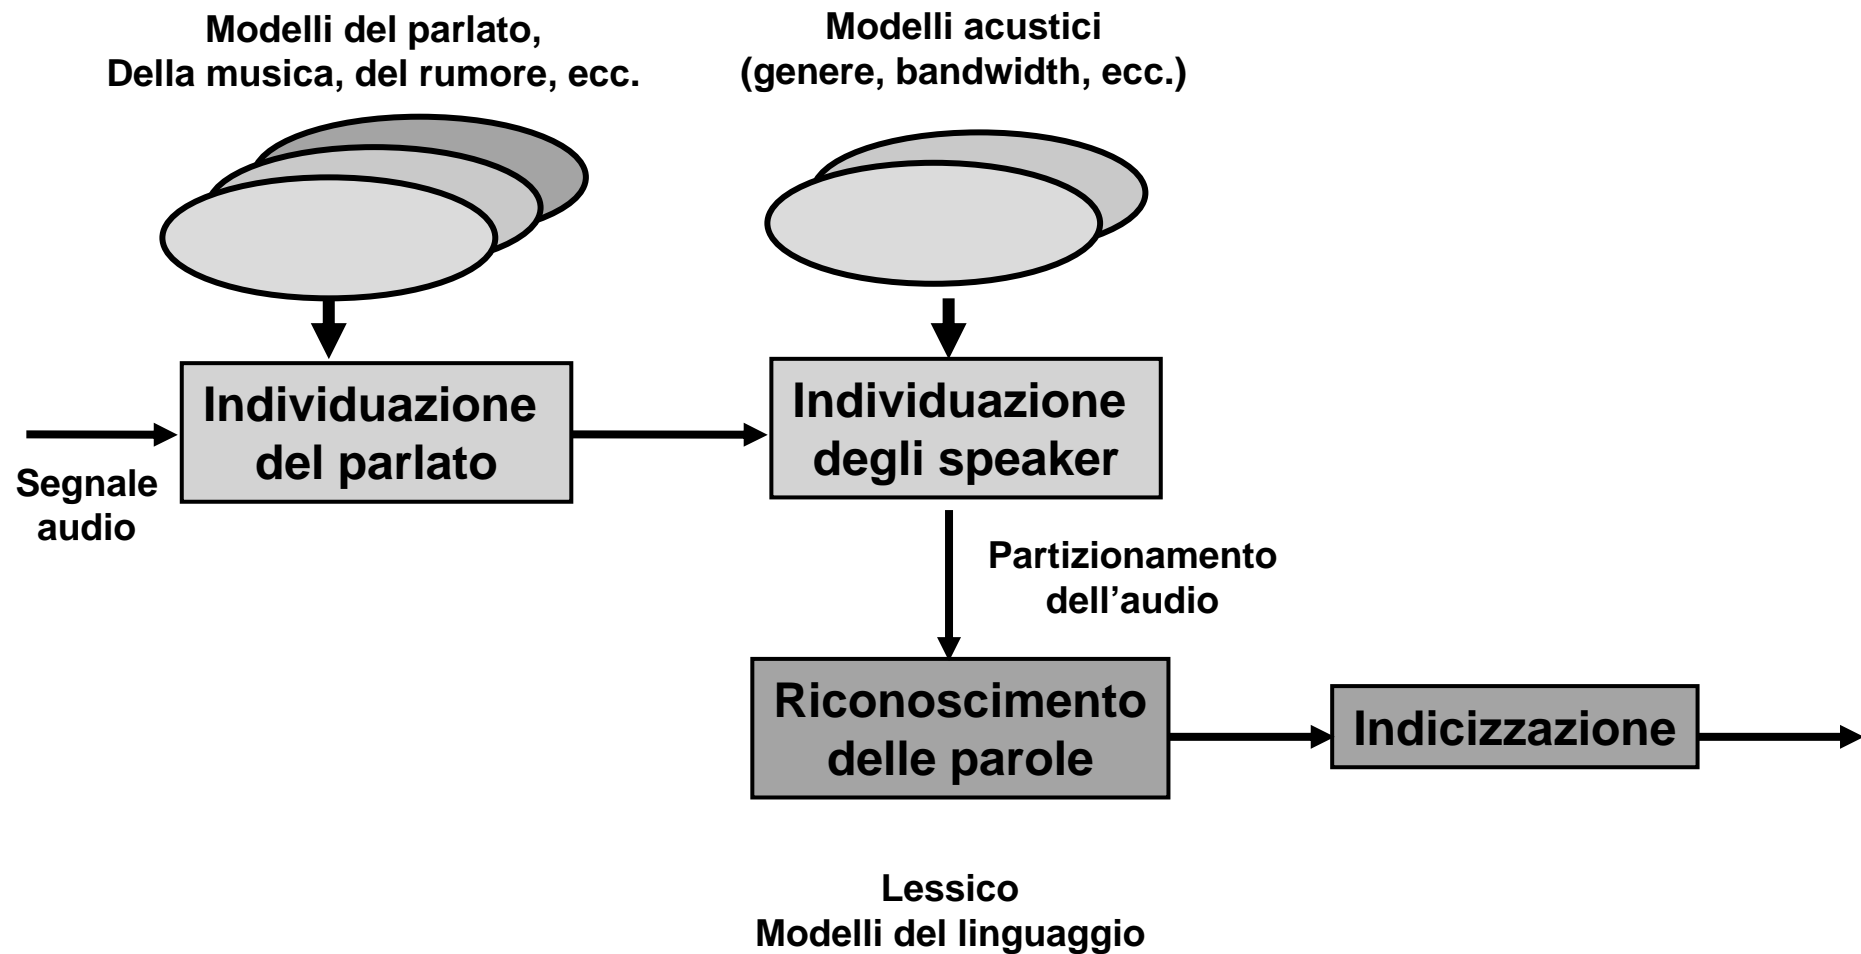 Modelli del parlato,
Della musica, del rumore, ecc.
Modelli acustici
(genere, bandwidth, ecc.)
Segnale
audio
Individuazione
del parlato
Individuazione
degli speaker
Partizionamento
dell’audio
Riconoscimento
delle parole
Indicizzazione
Lessico
Modelli del linguaggio